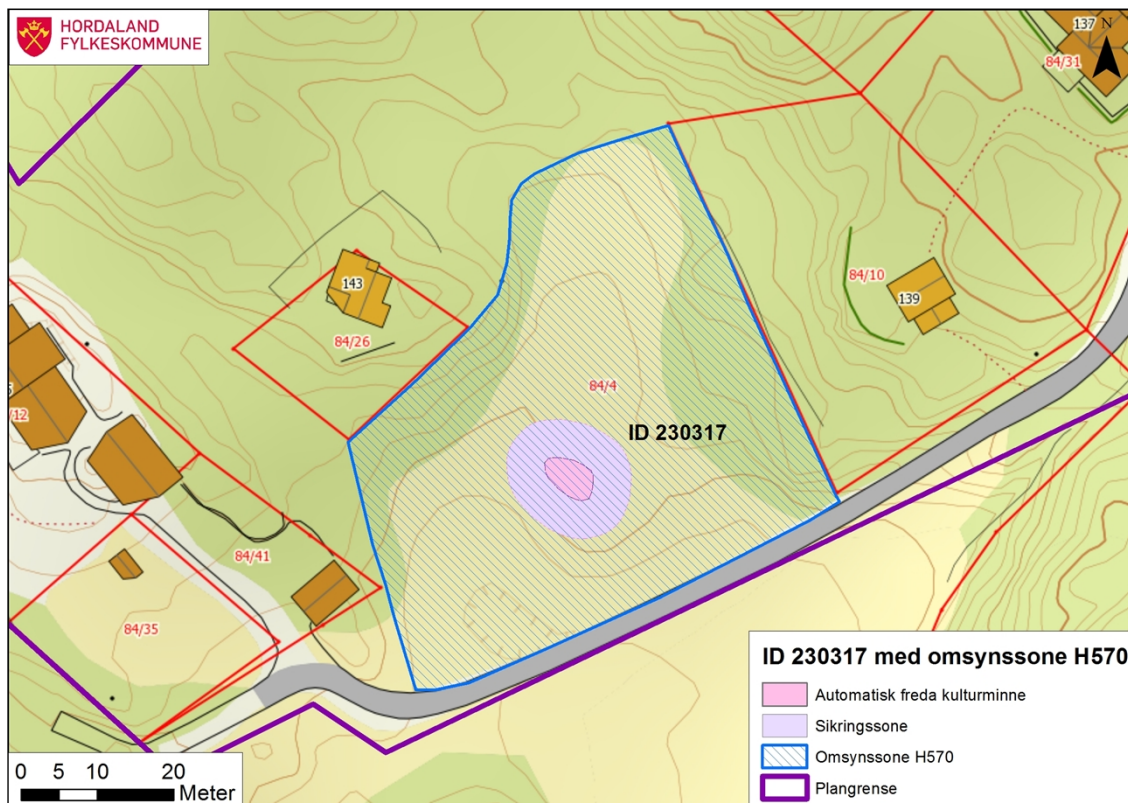 HORDALAND
FYLKESKOMMUNE
137
N
84/31
84/10
143
139
84/26
84/4
/12
ID 230317
84/41
84/35
ID 230317 med omsynssone H570
Automatisk freda kulturminne
Sikringssone
Omsynssone H570
Plangrense
0 5 10 20
Meter